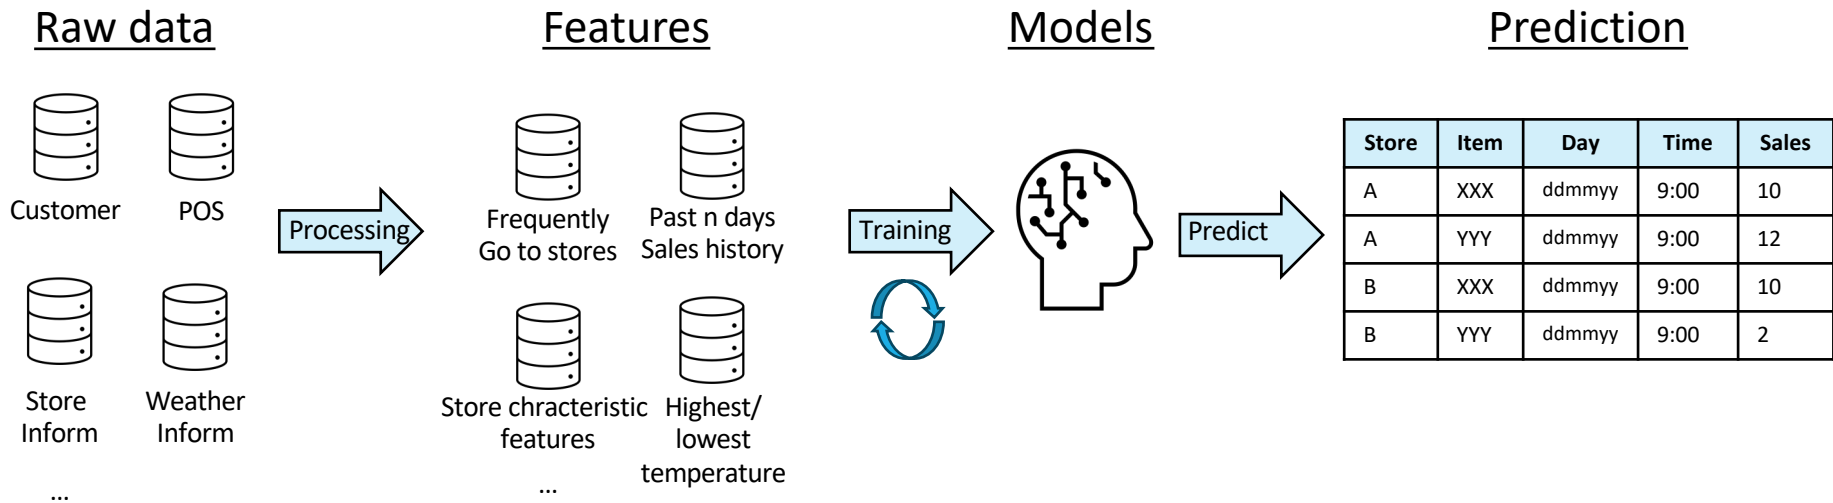 Raw data
Features
Models
Prediction
Customer
POS
Store
Inform
Weather
Inform
...
Processing
Frequently
Go to stores
Past n days
Sales history
Store chracteristic
features
Highest/
lowest
temperature
...
Training
Predict
Store Item Day Time Sales
A XXX ddmmyy 9:00 10
A YYY ddmmyy 9:00 12
B XXX ddmmyy 9:00 10
B YYY ddmmyy 9:00 2